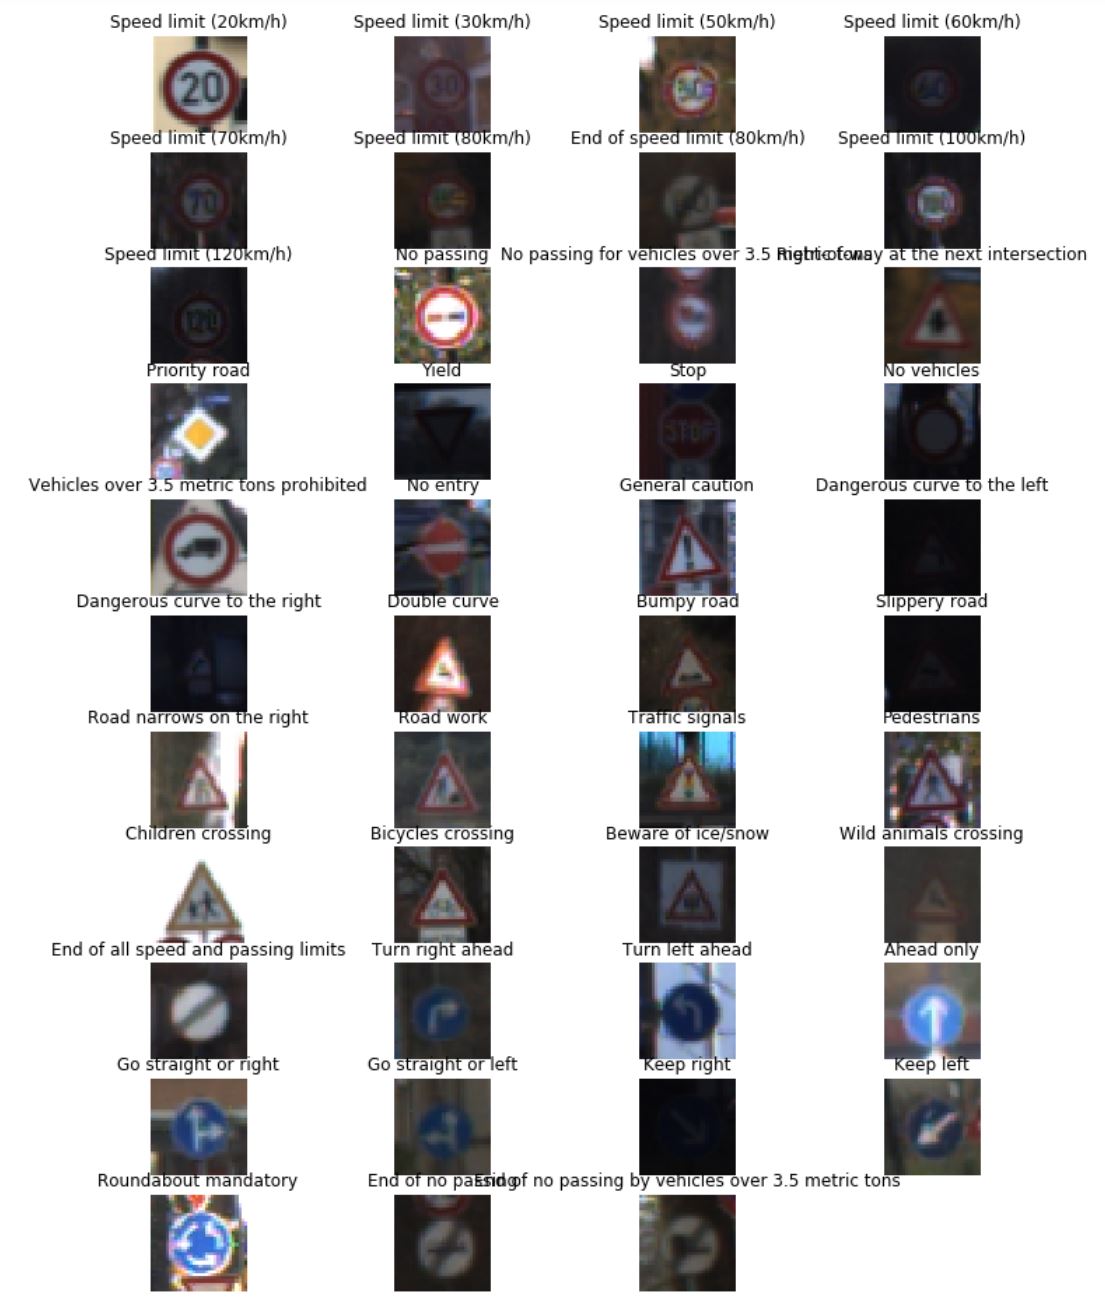 Speed limit (20km/h) Speed limit (30km/h) Speed limit (50km/h) Speed limit (60km/h)
20 30
Speed limit (70km/h) Speed limit (80km/h) End of speed limit (80km/h) Speed limit (100km/h)
70
Speed limit (120km/h) No passing No passing for vehicles over 3.5 metric tons Right-of-way at the next intersection
120
Priority road Yield Stop No vehicles
STOP
Vehicles over 3.5 metric tons prohibited No entry General caution Dangerous curve to the left
Dangerous curve to the right Double curve Bumpy road Slippery road
Road narrows on the right Road work Traffic signals Pedestrians
Children crossing Bicycles crossing Beware of ice/snow Wild animals crossing
End of all speed and passing limits Turn right ahead Turn left ahead Ahead only
Go straight or right Go straight or left Keep right Keep left
Roundabout mandatory End of no passing End of no passing by vehicles over 3.5 metric tons